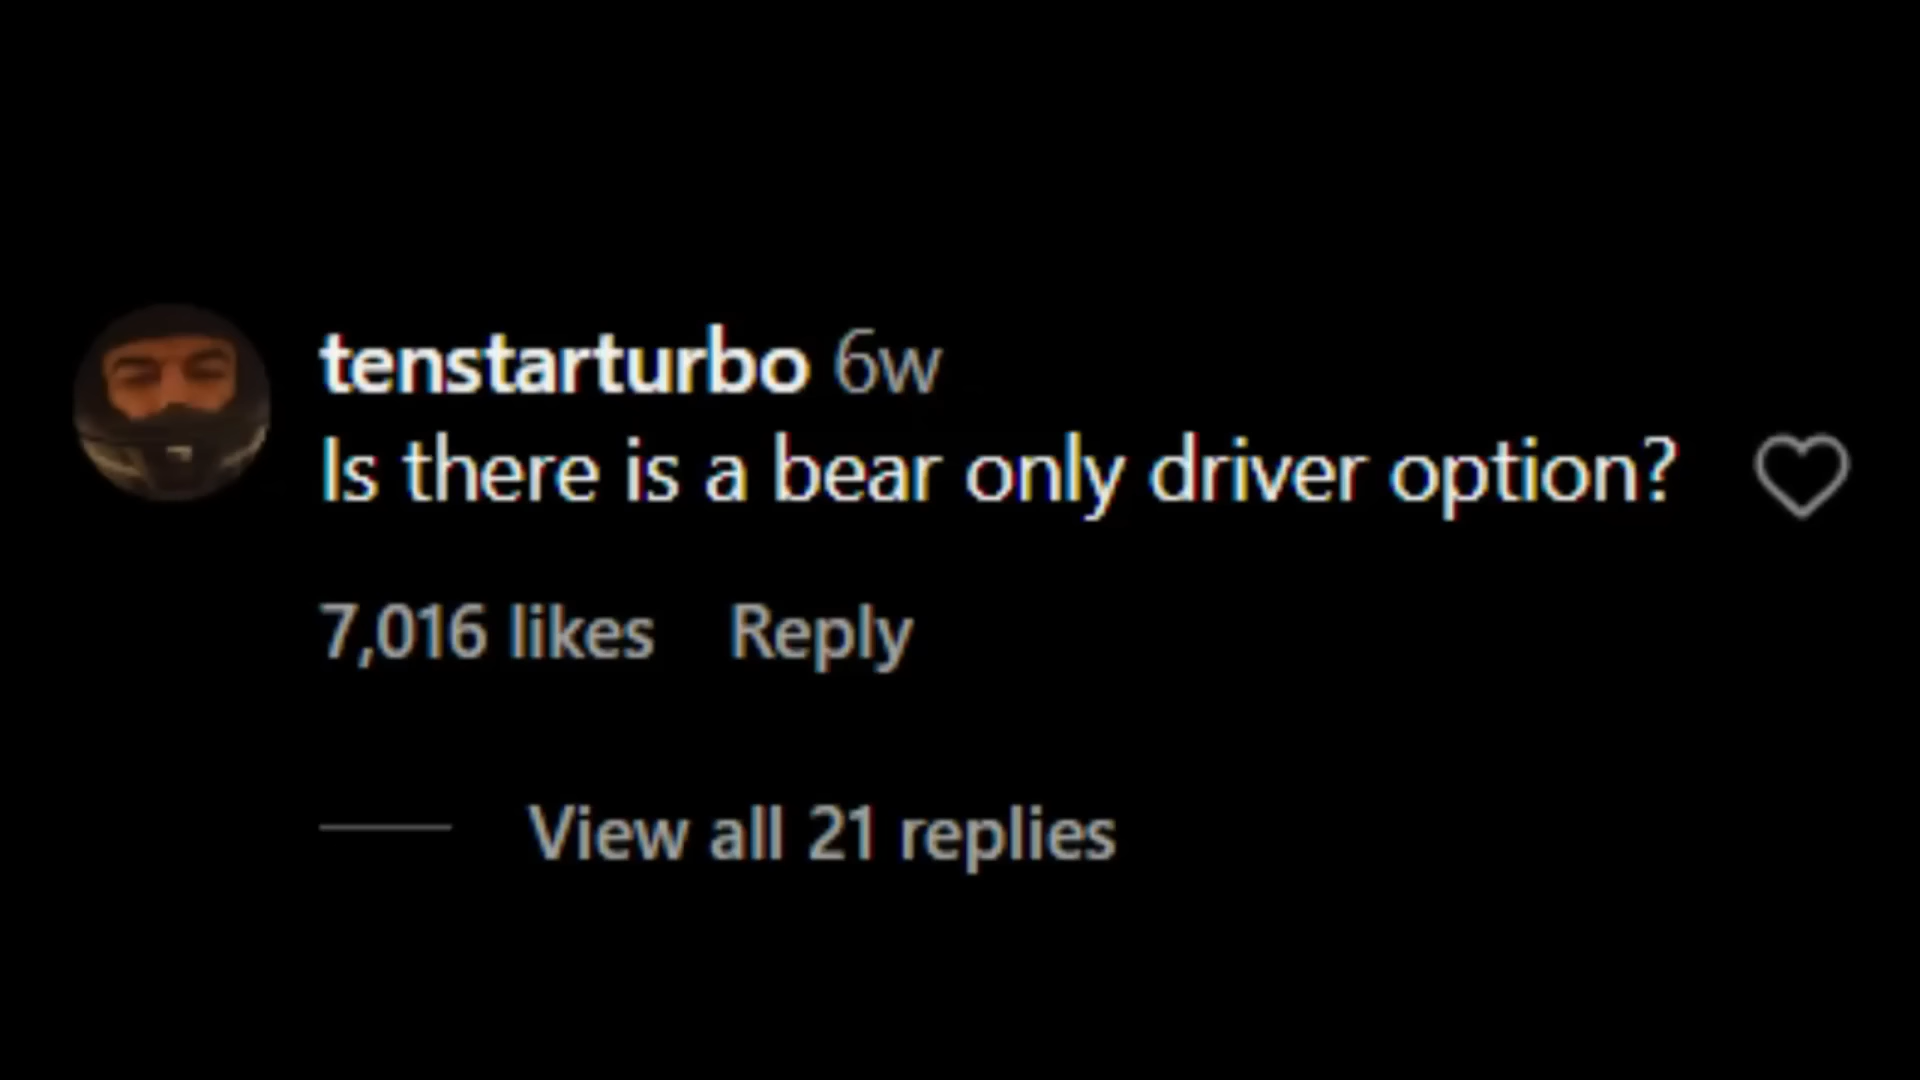 tenstarturbo 6w
Is there is a bear only driver option?
7,016 likes Reply
View all 21 replies